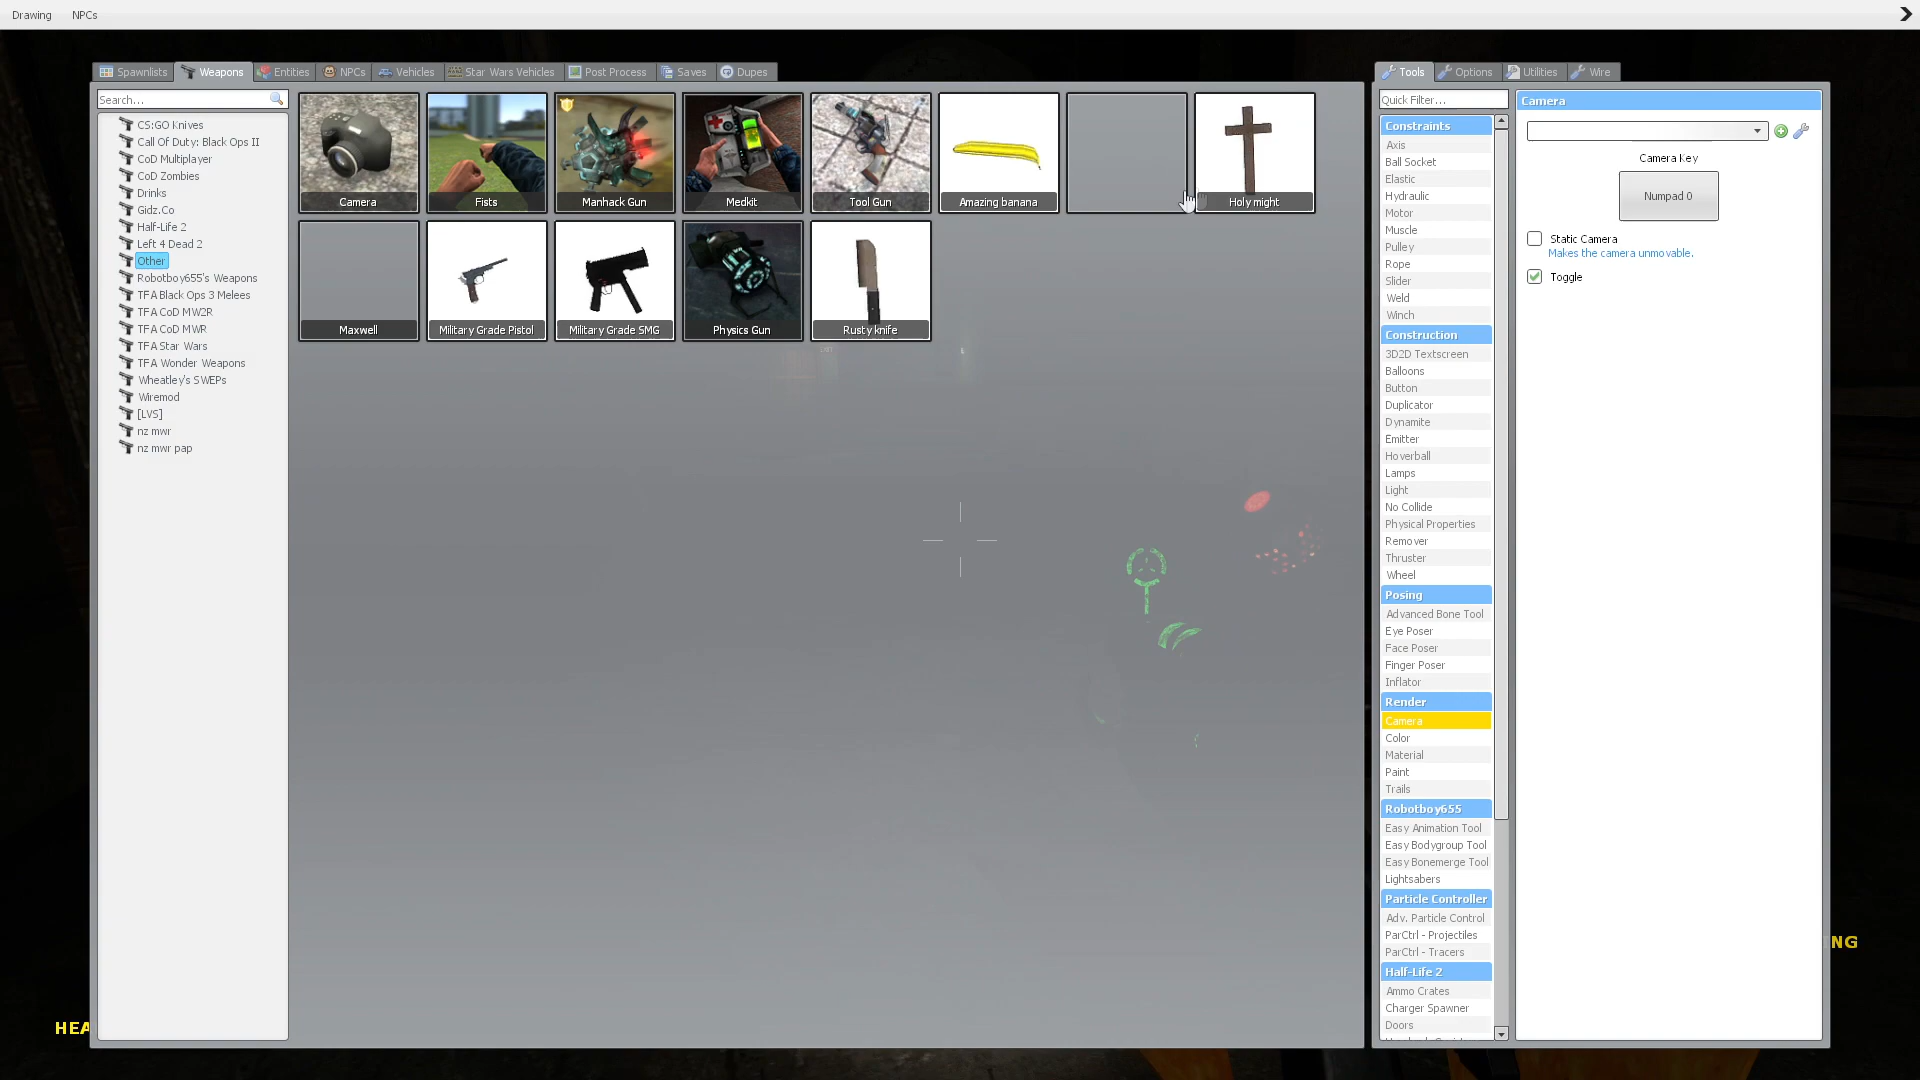 Drawing NPCs
Spawnlists Weapons Entities NPCs Vehicles Star Wars Vehicles Post Process Saves Dupes
Search...
CS:GO Knives
Call Of Duty: Black Ops II
CoD Multiplayer
CoD Zombies
Drinks
Gidz.Co
Half-Life 2
Left 4 Dead 2
Other
Robotboy655's Weapons
TFA Black Ops 3 Melees
TFA CoD MW2R
TFA CoD MWR
TFA Star Wars
TFA Wonder Weapons
Wheatley's SWEPs
Wiremod
[LVS]
nz mwr
nz mwr pap
Camera Fists Manhack Gun Medkit Tool Gun Amazing banana Holy might
Maxwell Military Grade Pistol Military Grade SMG Physics Gun Rusty knife
Tools Options Utilities Wire
Quick Filter...
Constraints
Axis
Ball Socket
Elastic
Hydraulic
Motor
Muscle
Pulley
Rope
Slider
Weld
Winch
Construction
3D2D Textscreen
Balloons
Button
Duplicator
Dynamite
Emitter
Hoverball
Lamps
Light
No Collide
Physical Properties
Remover
Thruster
Wheel
Posing
Advanced Bone Tool
Eye Poser
Face Poser
Finger Poser
Inflator
Render
Camera
Color
Material
Paint
Trails
Robotboy655
Easy Animation Tool
Easy Bodygroup Tool
Easy Bonemerge Tool
Lightsabers
Particle Controller
Adv. Particle Control
ParCtrl - Projectiles
ParCtrl - Tracers
Half-Life 2
Ammo Crates
Charger Spawner
Doors
Camera
Camera Key
Numpad 0
Static Camera
Makes the camera unmovable.
Toggle
NG
HEA